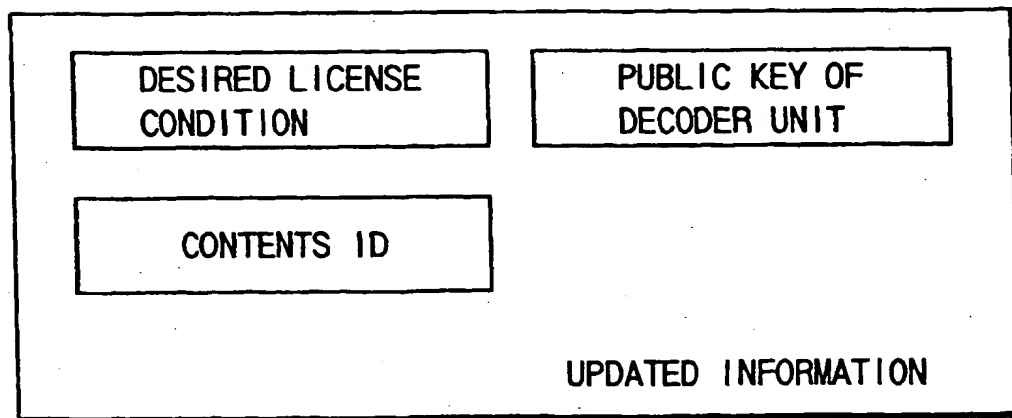 DESIRED LICENSE
CONDITION
PUBLIC KEY OF
DECODER UNIT
CONTENTS ID
UPDATED INFORMATION